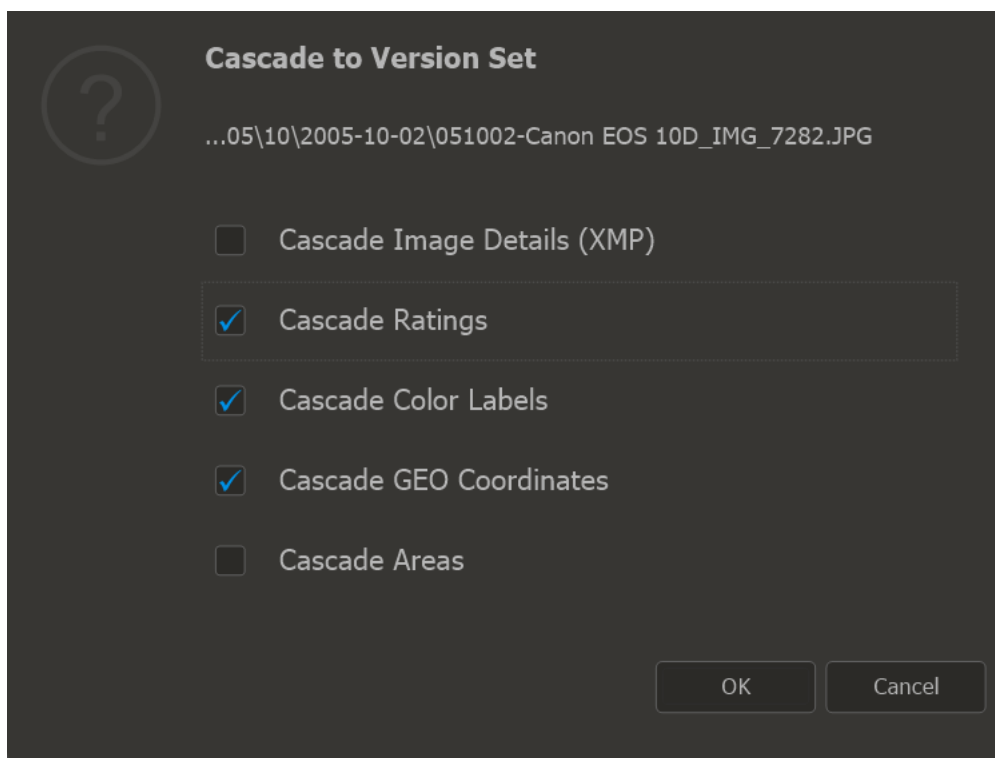 Cascade to Version Set
...05\10\2005-10-02\051002-Canon EOS 10D_IMG_7282.JPG
Cascade Image Details (XMP)
Cascade Ratings
Cascade Color Labels
Cascade GEO Coordinates
Cascade Areas
OK
Cancel